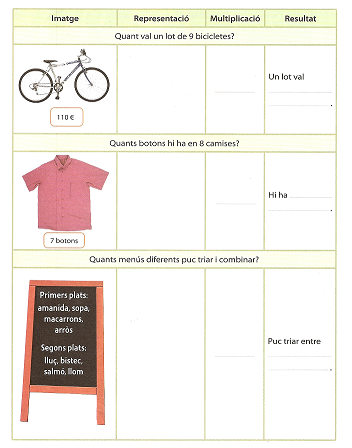 Imatge Representació Multiplicació Resultat
Quant val un lot de 9 bicicletes?
110 €
Un lot val
.
Quants botons hi ha en 8 camises?
7 botons
Hi ha
.
Quants menús diferents puc triar i combinar?
Primers plats:
amanida, sopa,
macarrons,
arròs
Segons plats:
lluç, bistec,
salmó, llom
Puc triar entre
.